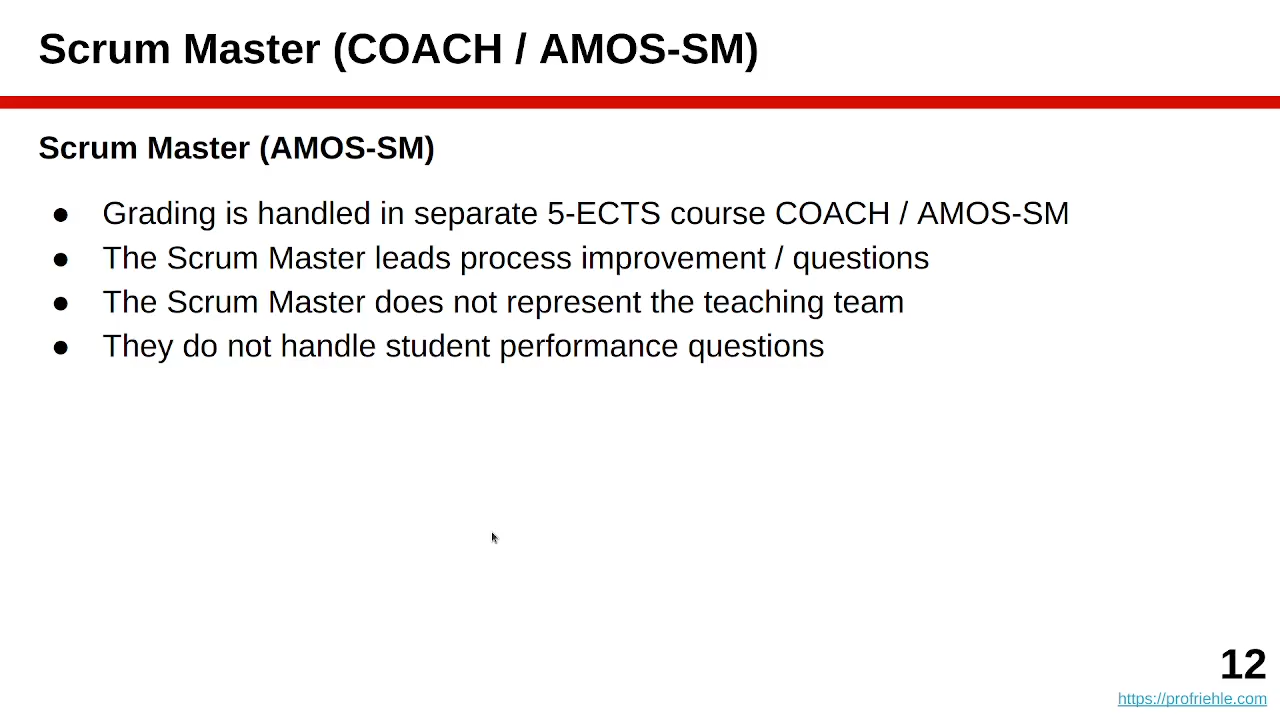 Scrum Master (COACH / AMOS-SM)
Scrum Master (AMOS-SM)
● Grading is handled in separate 5-ECTS course COACH / AMOS-SM
● The Scrum Master leads process improvement / questions
● The Scrum Master does not represent the teaching team
● They do not handle student performance questions
12
https://profriehle.com